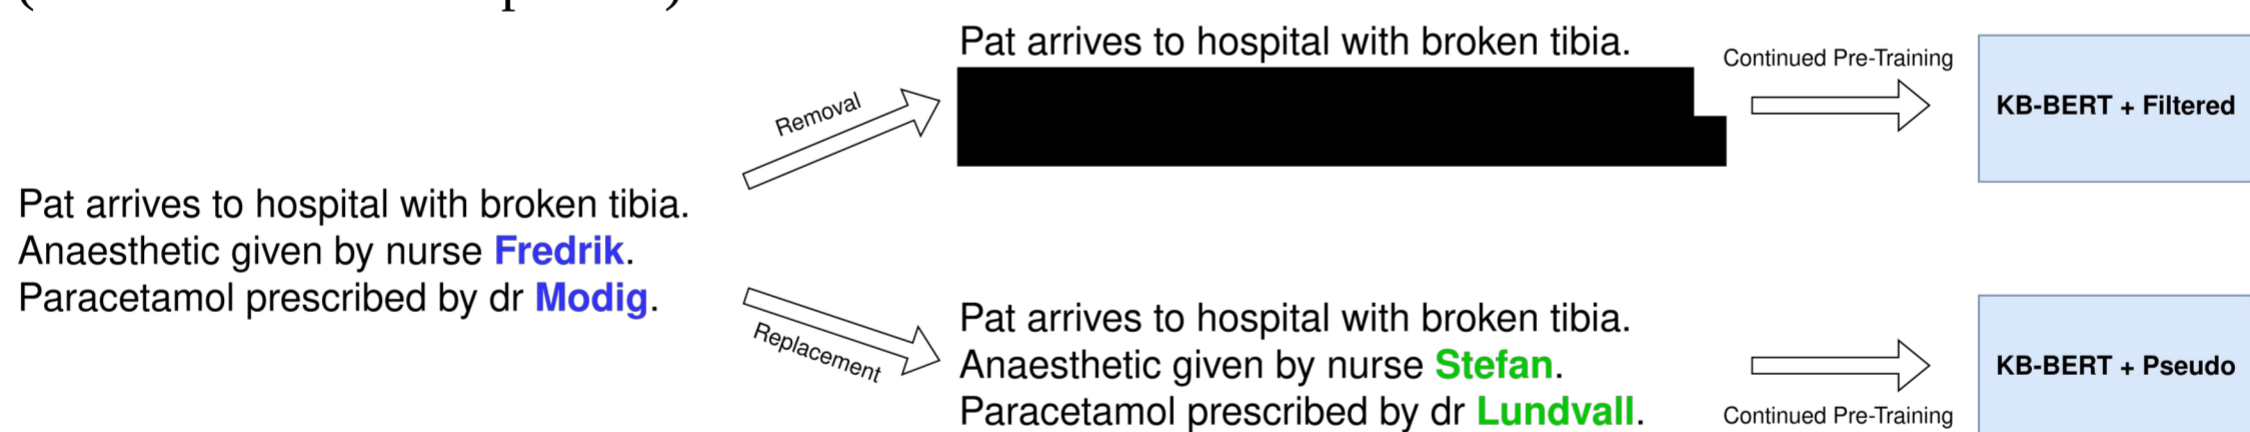 Pat arrives to hospital with broken tibia.
Anaesthetic given by nurse Fredrik.
Paracetamol prescribed by dr Modig.
Removal
Pat arrives to hospital with broken tibia.
Continued Pre-Training
KB-BERT + Filtered
Replacement
Pat arrives to hospital with broken tibia.
Anaesthetic given by nurse Stefan.
Paracetamol prescribed by dr Lundvall.
Continued Pre-Training
KB-BERT + Pseudo